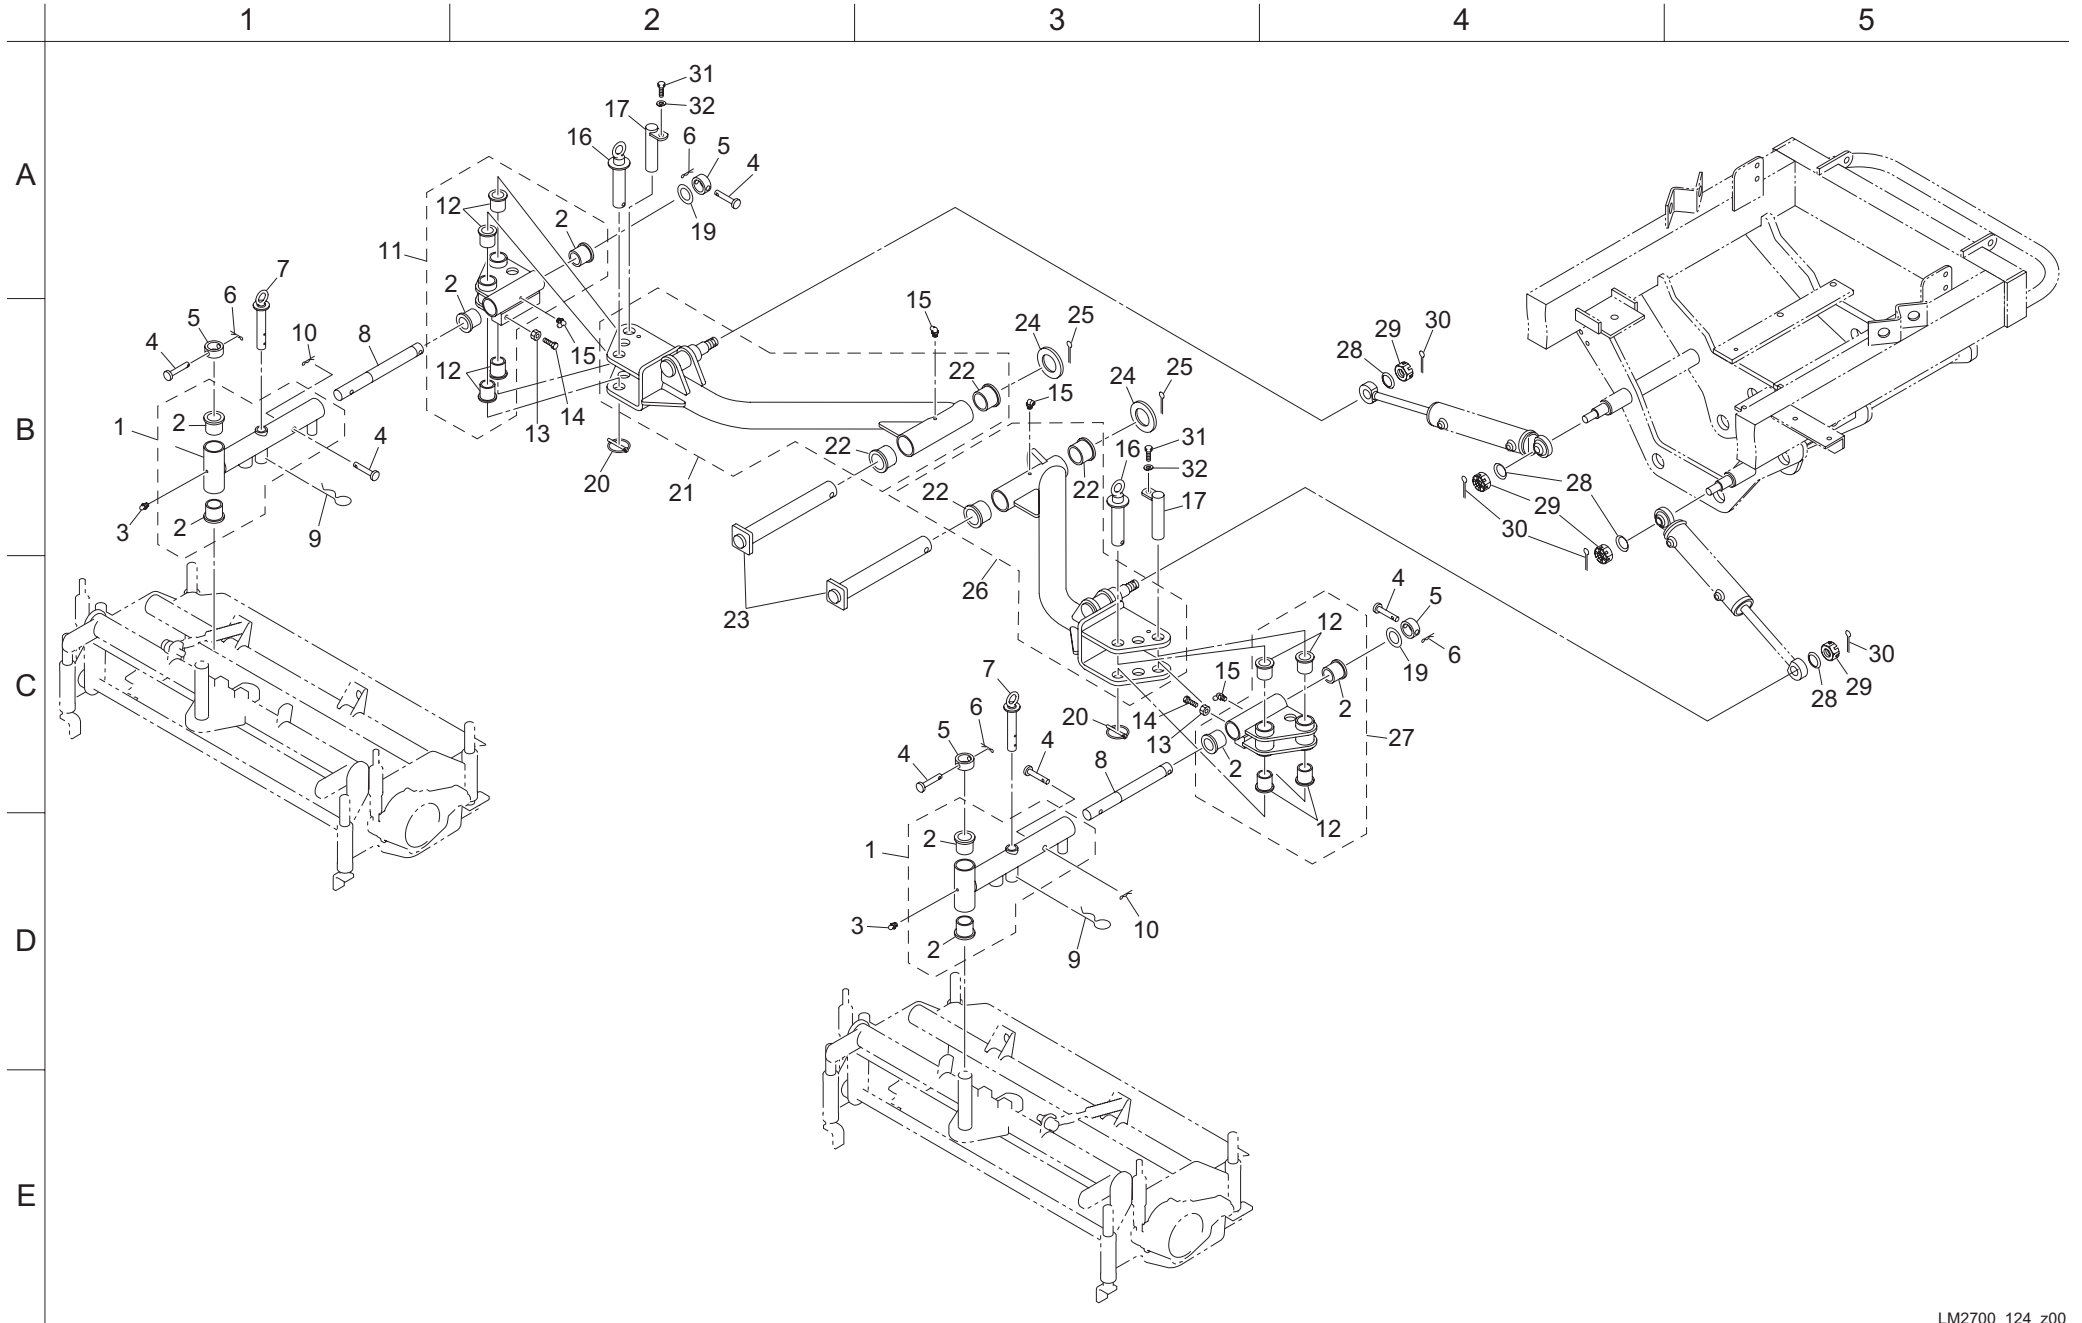 1 2 3 4 5
31
17 32
16 6 5
A 4
12
2 19
11
7
2
6 15
5 10 24 25
4 8 29 30
15 28
13 12 22 15 24 25
14
B 1 2 31
4 22 16 32
20 21 22 22 28
17
3 2 9 29
30
26 4 5
23 12
6
7 15 19 30
C 28 29
6 20 14 2
5 4 13 27
4 8 2
12
1 2
3 10
D 2 9
E
LM2700_124_z00